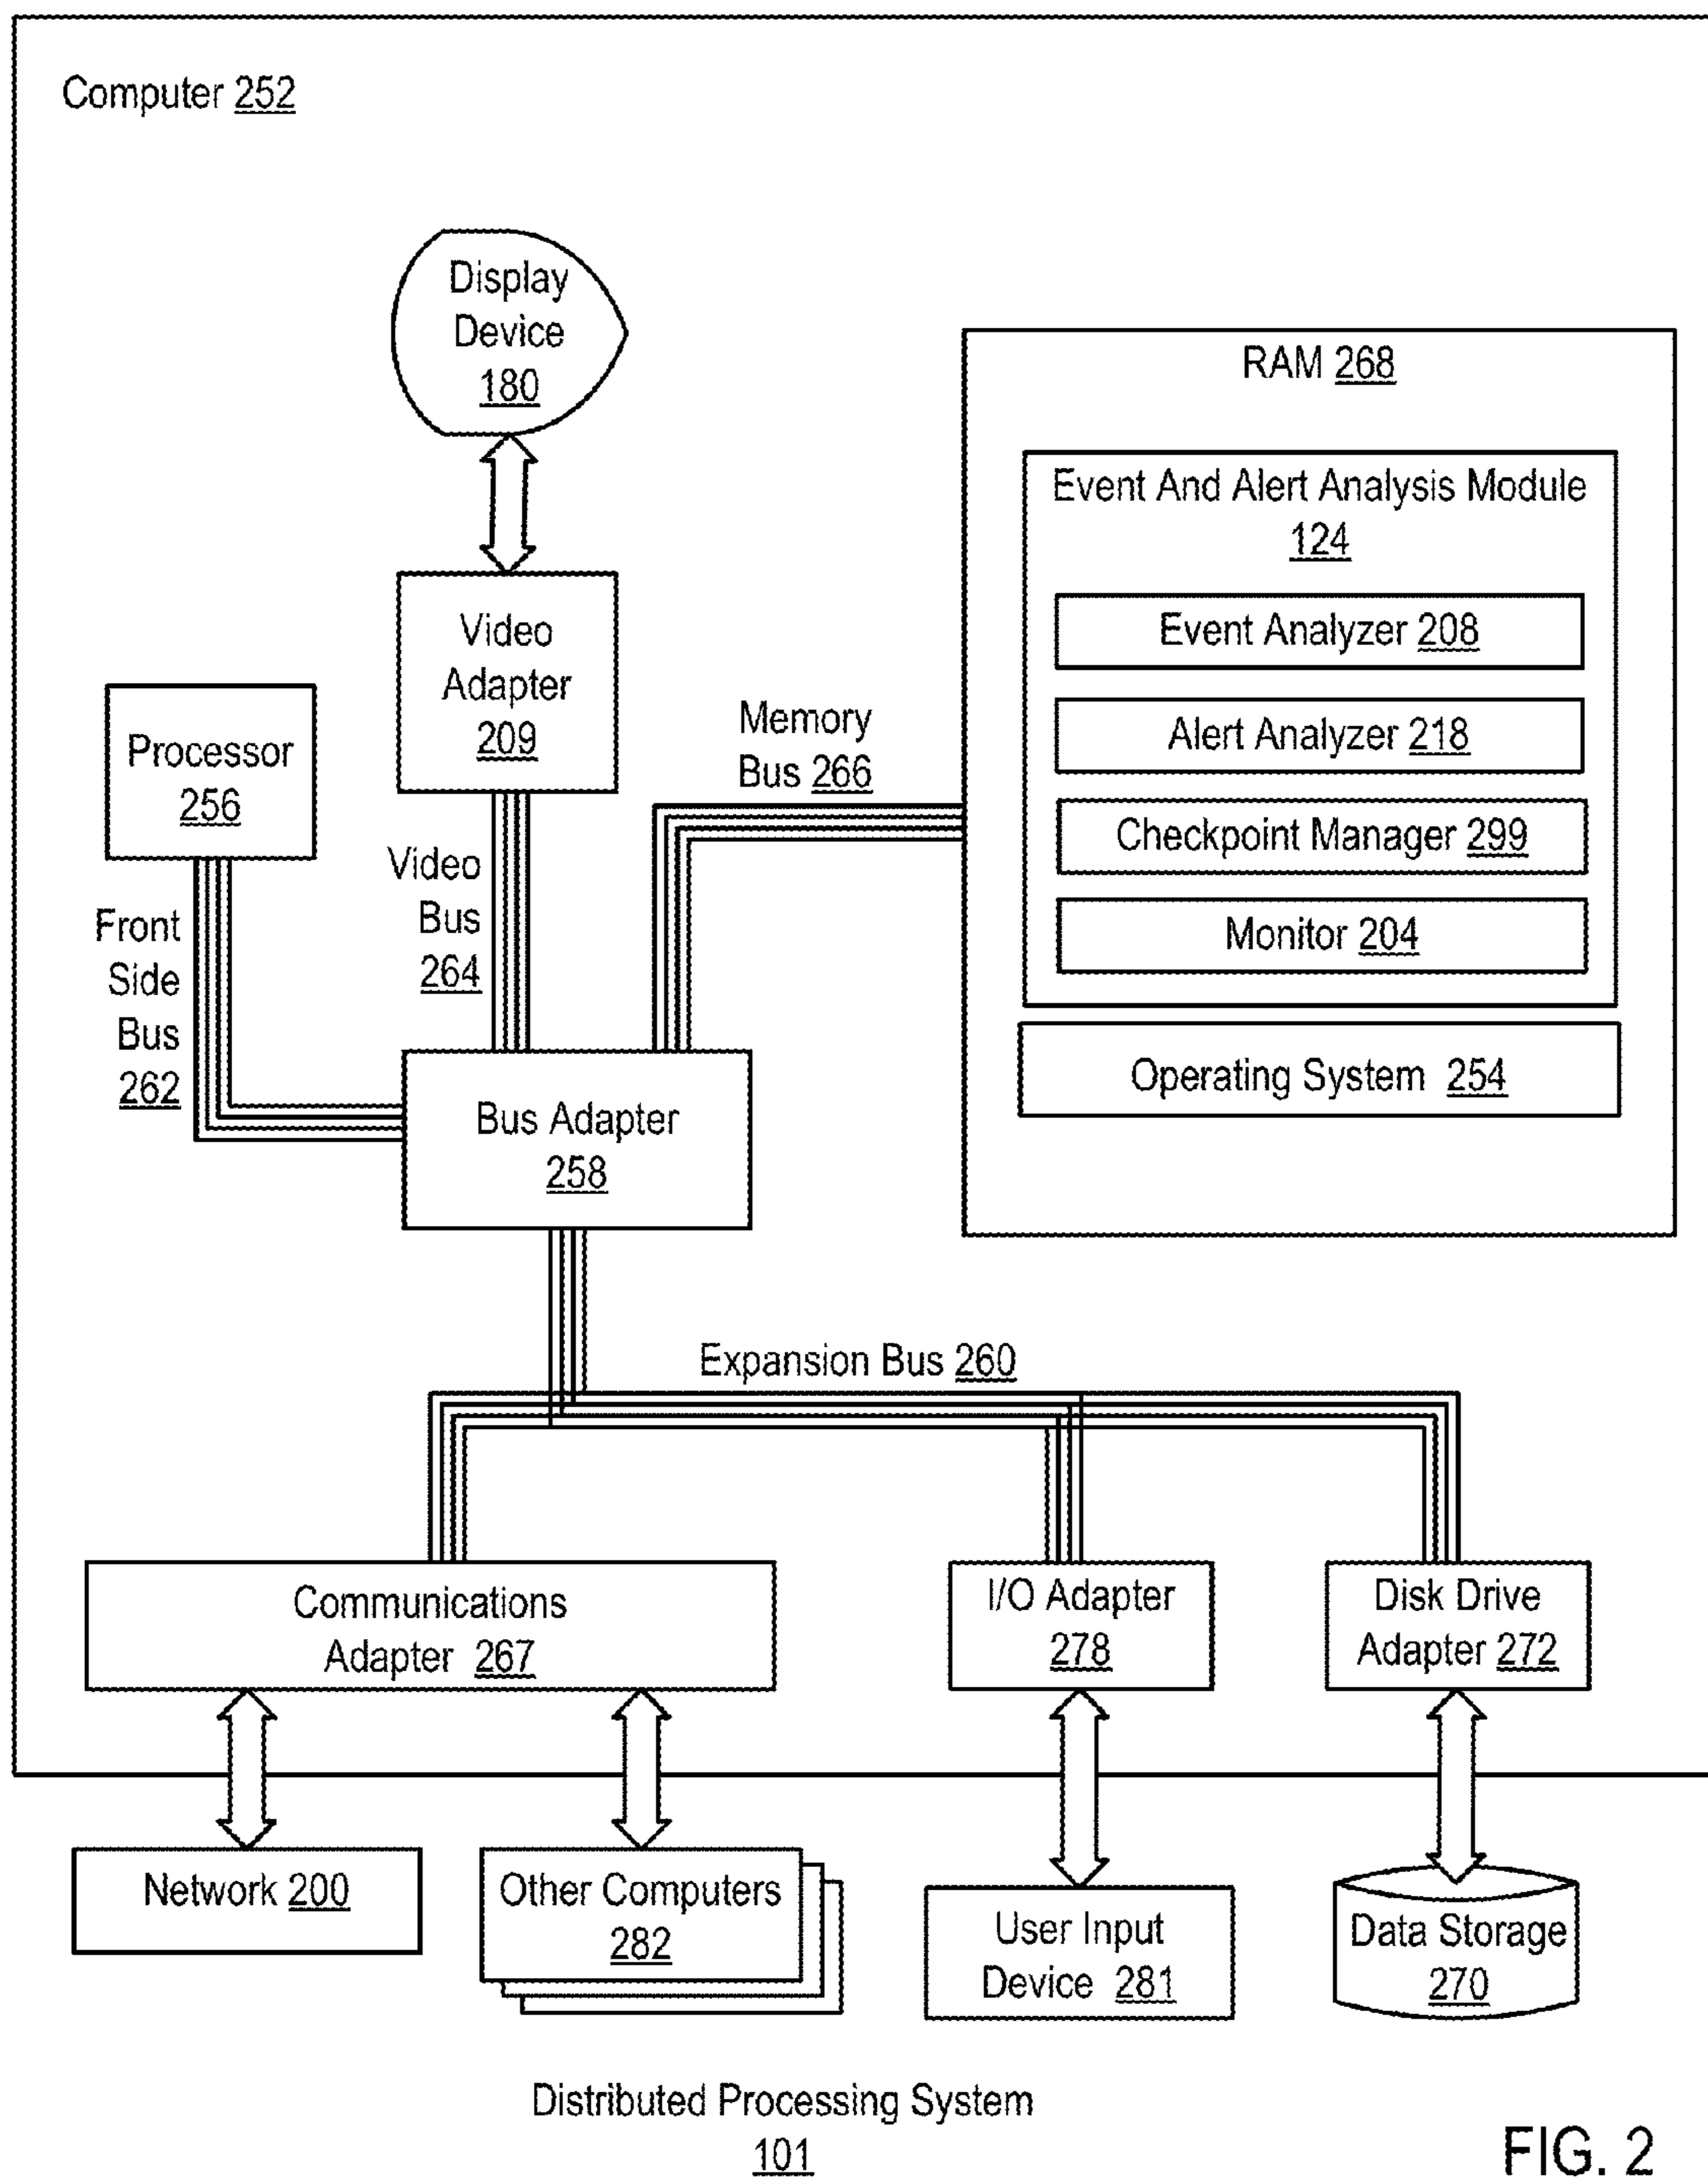 Computer 252
Display
Device
180
RAM 268
Event And Alert Analysis Module
124
Event Analyzer 208
Alert Analyzer 218
Checkpoint Manager 299
Monitor 204
Operating System 254
Video
Adapter
209
Processor
256
Memory
Bus 266
Video
Bus
264
Front
Side
Bus
262
Bus Adapter
258
Expansion Bus 260
Communications
Adapter 267
I/O Adapter
278
Disk Drive
Adapter 272
Network 200
Other Computers
282
User Input
Device 281
Data Storage
270
Distributed Processing System
101
FIG. 2